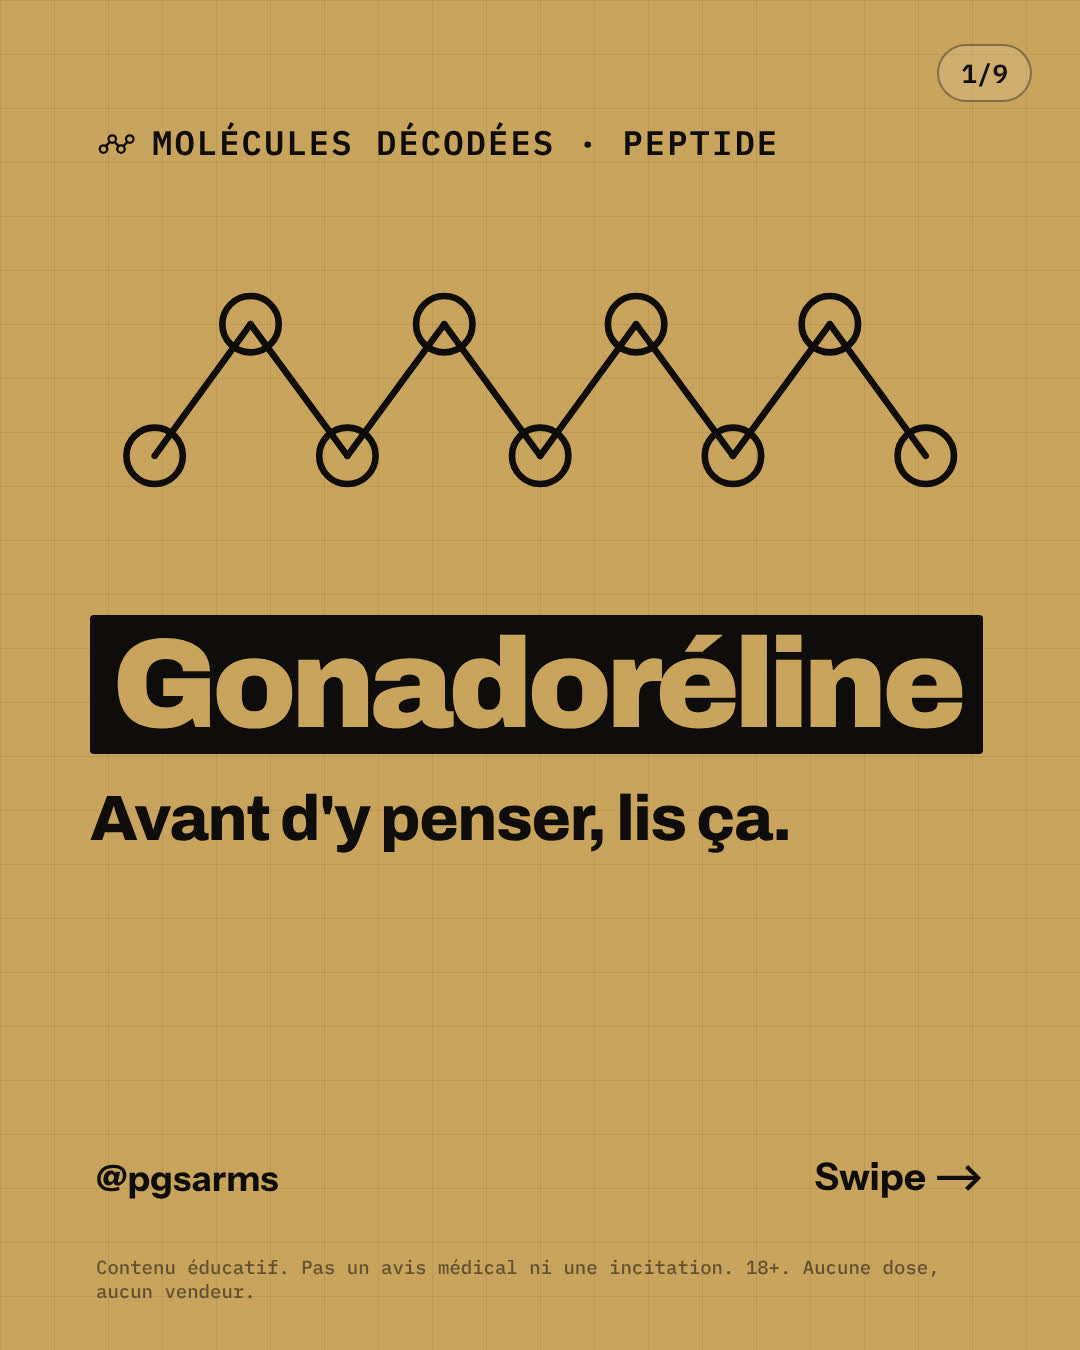 1/9
MOLÉCULES DÉCODÉES · PEPTIDE
Gonadoréline
Avant d'y penser, lis ça.
@pgsarms
Swipe →
Contenu éducatif. Pas un avis médical ni une incitation. 18+. Aucune dose,
aucun vendeur.